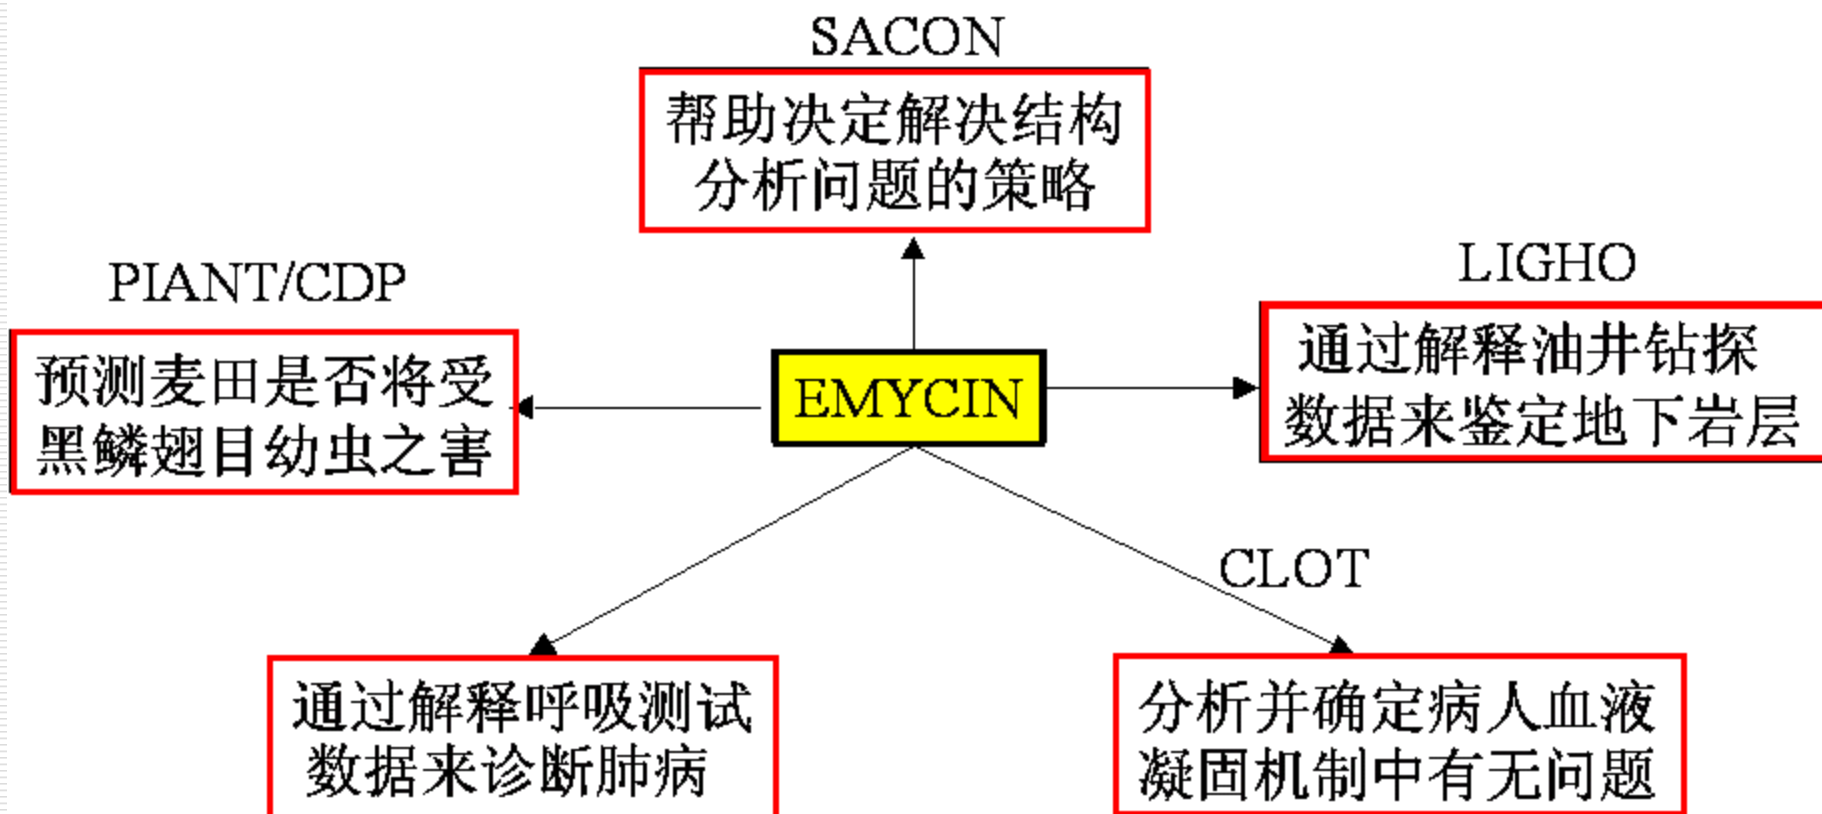 SACON
帮助决定解决结构
分析问题的策略
PIANT/CDP
预测麦田是否将受
黑鳞翅目幼虫之害
EMYCIN
LIGHO
通过解释油井钻探
数据来鉴定地下岩层
CLOT
通过解释呼吸测试
数据来诊断肺病
分析并确定病人血液
凝固机制中有无问题